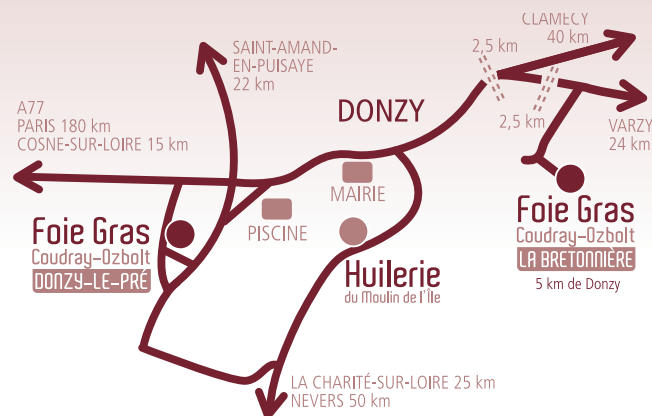 CLAMECY
40 km
2,5 km
SAINT-AMAND-
EN-PUISAYE
22 km
A77
PARIS 180 km
COSNE-SUR-LOIRE 15 km
DONZY
2,5 km
VARZY
24 km
MAIRIE
PISCINE
Foie Gras
Coudray-Ozbolt
DONZY-LE-PRÉ
Huilerie
du Moulin de l'Île
Foie Gras
Coudray-Ozbolt
LA BRETONNIÈRE
5 km de Donzy
LA CHARITÉ-SUR-LOIRE 25 km
NEVERS 50 km